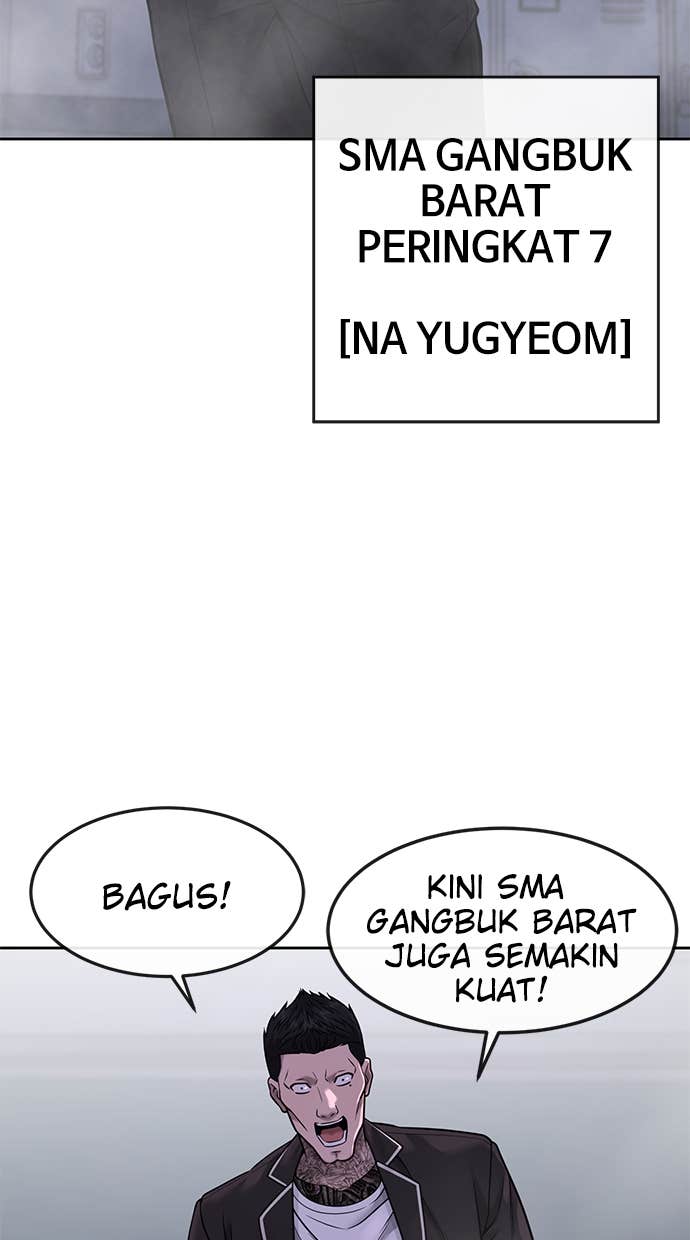 SMA GANGBUK
BARAT
PERINGKAT 7
[NA YUGYEOM]
BAGUS!
KINI SMA
GANGBUK BARAT
JUGA SEMAKIN
KUAT!